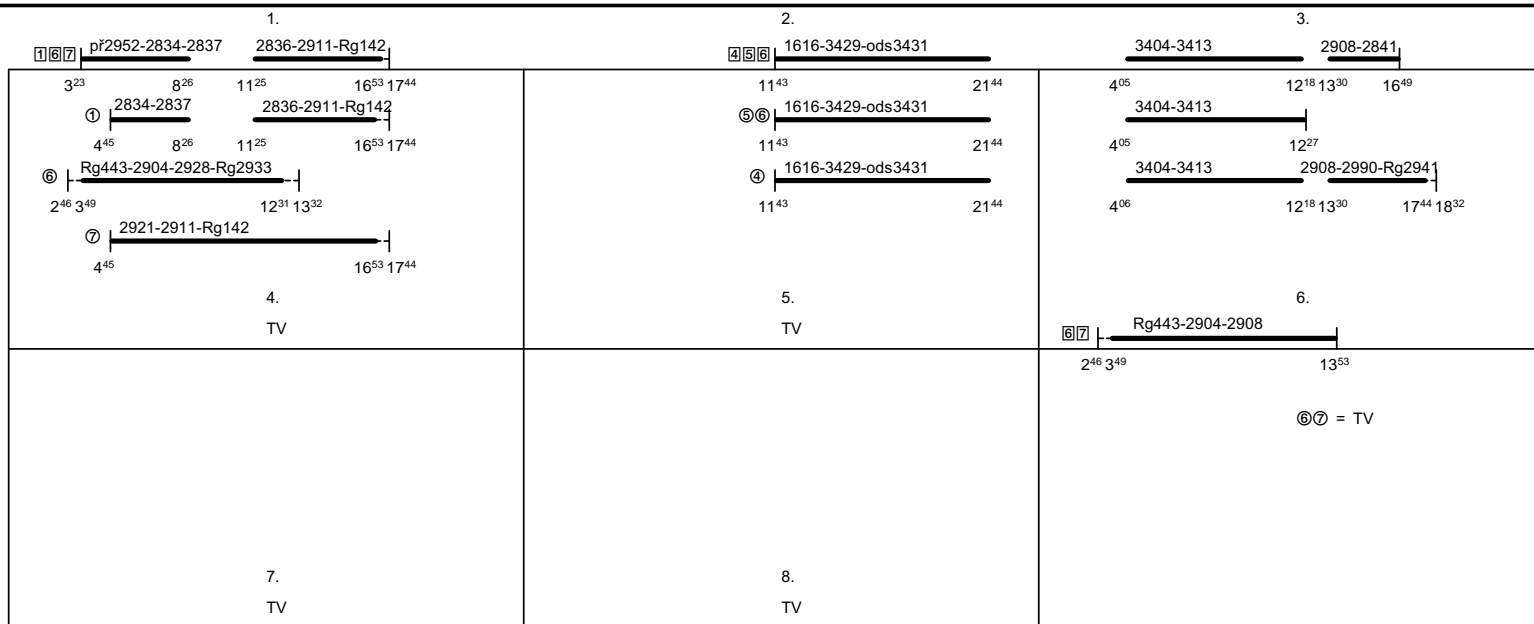 1. 2. 3.
1 6 7 př2952-2834-2837 2836-2911-Rg142 4 5 6 1616-3429-ods3431 3404-3413 2908-2841
3²³ 8²⁶ 11²⁵ 16⁵³ 17⁴⁴ 11⁴³ 21⁴⁴ 4⁰⁵ 12¹⁸ 13³⁰ 16⁴⁹
① 2834-2837 2836-2911-Rg142 ⑤⑥ 1616-3429-ods3431 3404-3413
4⁴⁵ 8²⁶ 11²⁵ 16⁵³ 17⁴⁴ 11⁴³ 21⁴⁴ 4⁰⁵ 12²⁷
⑥ Rg443-2904-2928-Rg2933 ④ 1616-3429-ods3431 3404-3413 2908-2990-Rg2941
2⁴⁶ 3⁴⁹ 12³¹ 13³² 11⁴³ 21⁴⁴ 4⁰⁶ 12¹⁸ 13³⁰ 17⁴⁴ 18³²
⑦ 2921-2911-Rg142
4⁴⁵ 16⁵³ 17⁴⁴
4. 5. 6.
TV TV
6 7 Rg443-2904-2908
2⁴⁶ 3⁴⁹ 13⁵³
⑥⑦ = TV
7. 8.
TV TV